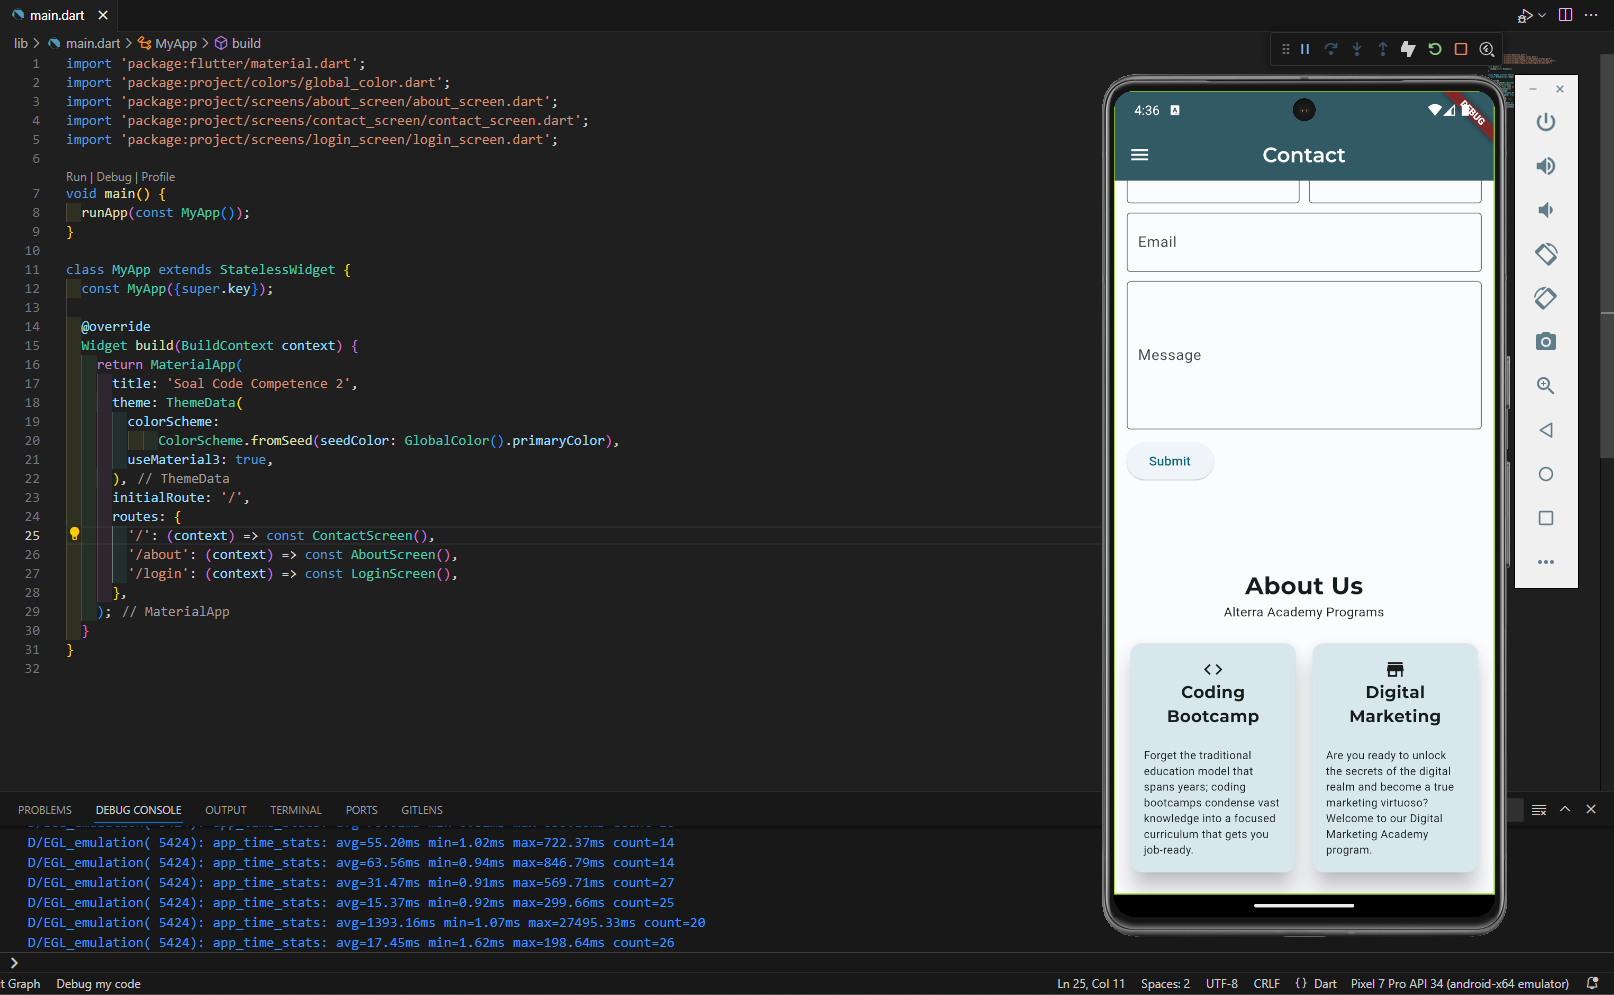 main.dart
lib > main.dart > MyApp > build
1 import 'package:flutter/material.dart';
2 import 'package:project/colors/global_color.dart';
3 import 'package:project/screens/about_screen/about_screen.dart';
4 import 'package:project/screens/contact_screen/contact_screen.dart';
5 import 'package:project/screens/login_screen/login_screen.dart';
6
Run | Debug | Profile
7 void main() {
8 runApp(const MyApp());
9 }
10
11 class MyApp extends StatelessWidget {
12 const MyApp({super.key});
13
14 @override
15 Widget build(BuildContext context) {
16 return MaterialApp(
17 title: 'Soal Code Competence 2',
18 theme: ThemeData(
19 colorScheme:
20 ColorScheme.fromSeed(seedColor: GlobalColor().primaryColor),
21 useMaterial3: true,
22 ), // ThemeData
23 initialRoute: '/',
24 routes: {
25 '/': (context) => const ContactScreen(),
26 '/about': (context) => const AboutScreen(),
27 '/login': (context) => const LoginScreen(),
28 },
29 ); // MaterialApp
30 }
31 }
32
4:36
DEBUG
Contact
Email
Message
Submit
About Us
Alterra Academy Programs
Coding
Bootcamp
Forget the traditional
education model that
spans years; coding
bootcamps condense vast
knowledge into a focused
curriculum that gets you
job-ready.
Digital
Marketing
Are you ready to unlock
the secrets of the digital
realm and become a true
marketing virtuoso?
Welcome to our Digital
Marketing Academy
program.
PROBLEMS DEBUG CONSOLE OUTPUT TERMINAL PORTS GITLENS
D/EGL_emulation( 5424): app_time_stats: avg=55.20ms min=1.02ms max=722.37ms count=14
D/EGL_emulation( 5424): app_time_stats: avg=63.56ms min=0.94ms max=846.79ms count=14
D/EGL_emulation( 5424): app_time_stats: avg=31.47ms min=0.91ms max=569.71ms count=27
D/EGL_emulation( 5424): app_time_stats: avg=15.37ms min=0.92ms max=299.66ms count=25
D/EGL_emulation( 5424): app_time_stats: avg=1393.16ms min=1.07ms max=27495.33ms count=20
D/EGL_emulation( 5424): app_time_stats: avg=17.45ms min=1.62ms max=198.64ms count=26
t Graph Debug my code Ln 25, Col 11 Spaces: 2 UTF-8 CRLF {} Dart Pixel 7 Pro API 34 (android-x64 emulator)